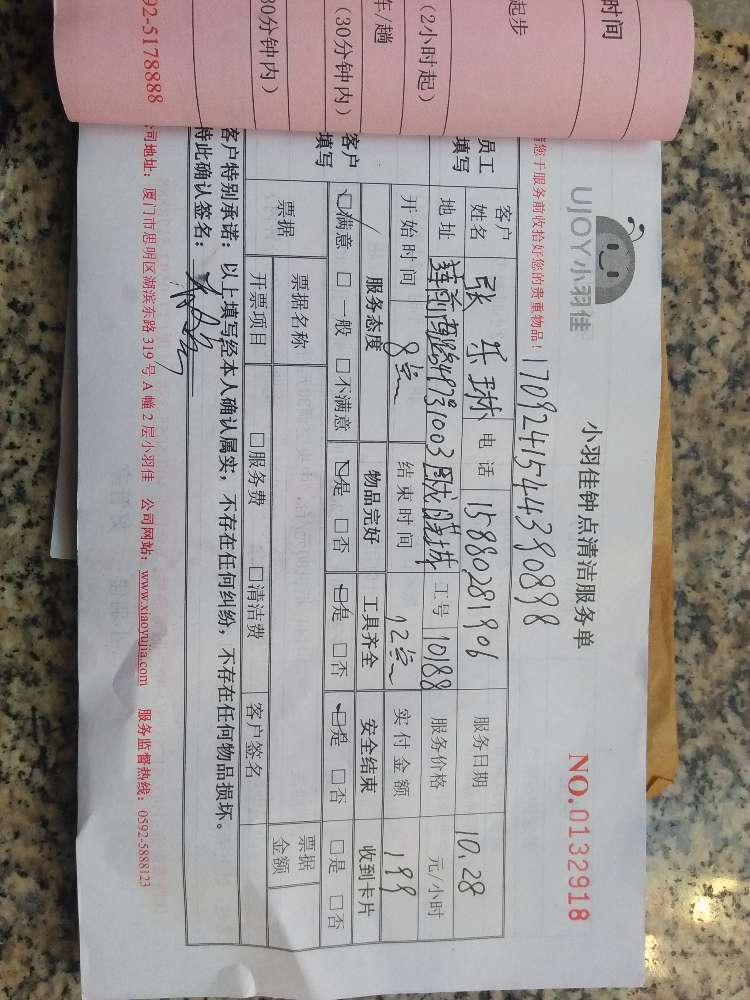 时间
起步
(2小时起)
车/趟
(30分钟内)
30分钟内)
92-5178888
UJOY小羽佳
小羽佳钟点清洁服务单
NO.0132918
您于服务前收拾好您的贵重物品！
1709241544390898
员工填写
客户姓名 张乐琳 电话 15880281906 服务日期 10.28
地址 工号 10188 服务价格 元/小时
开始时间 8点 结束时间 12点 实付金额 199
客户填写
服务态度 物品完好 工具齐全 安全结束 收到卡片
☑满意 □一般 □不满意 ☑是 □否 ☑是 □否 ☑是 □否 □是 □否
票据 票据名称 票据金额
开票项目 □服务费 □清洁费 客户签名
客户特别承诺：以上填写经本人确认属实，不存在任何纠纷，不存在任何物品损坏。
特此确认签名：
司地址：厦门市思明区湖滨东路319号A幢2层小羽佳 公司网站：www.xiaoyujia.com 服务监督热线：0592-5888123